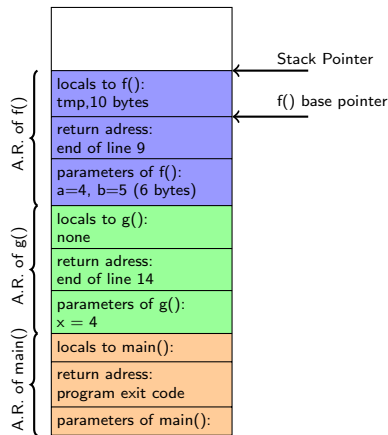 Stack Pointer
locals to f():
tmp,10 bytes
f() base pointer
return adress:
end of line 9
parameters of f():
a=4, b=5 (6 bytes)
A.R. of f()
locals to g():
none
return adress:
end of line 14
parameters of g():
x = 4
A.R. of g()
locals to main():
return adress:
program exit code
parameters of main():
A.R. of main()